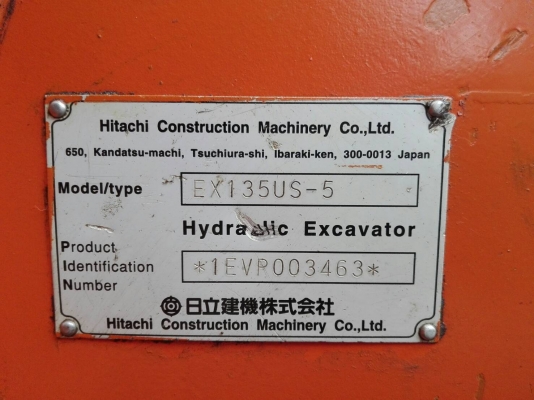 Hitachi Construction Machinery Co.,Ltd.
650, Kandatsu-machi, Tsuchiura-shi, Ibaraki-ken, 300-0013 Japan
Model/type EX135US-5
Hydraulic Excavator
Product
Identification *1EVP003463*
Number
日立建機株式会社
Hitachi Construction Machinery Co.,Ltd.